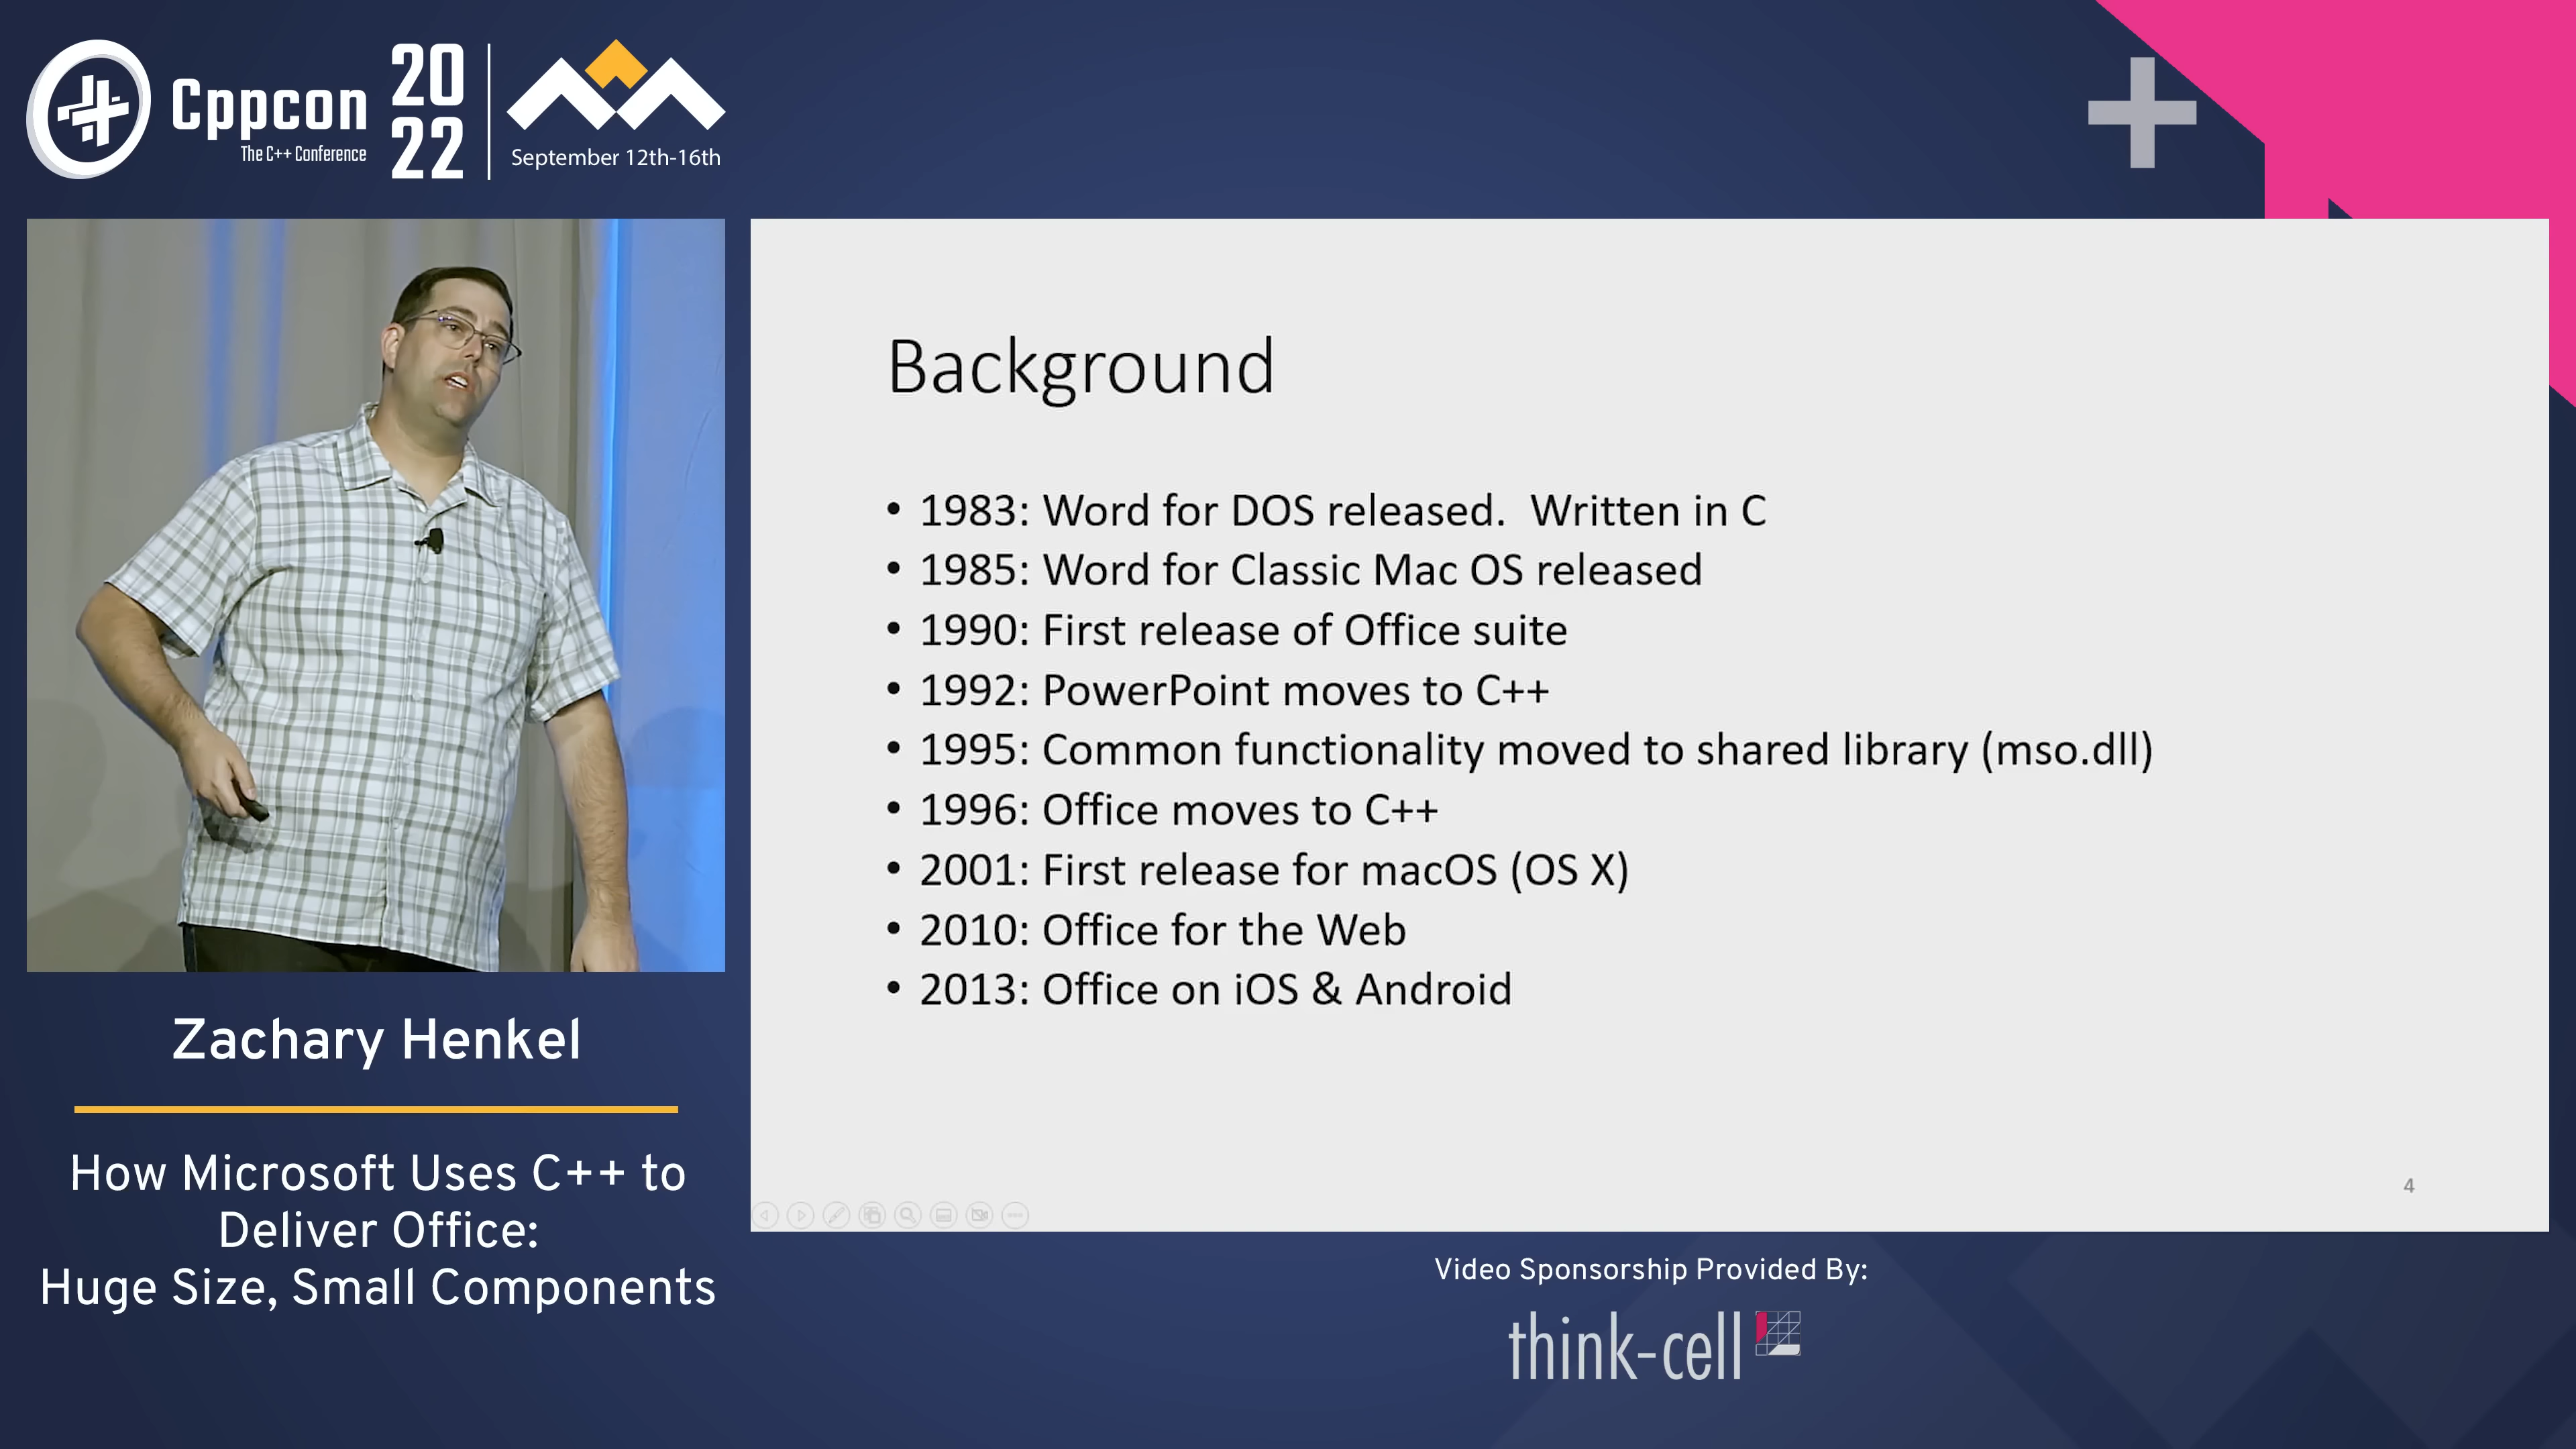 Cppcon
The C++ Conference
20
22
September 12th-16th
Background
• 1983: Word for DOS released.  Written in C
• 1985: Word for Classic Mac OS released
• 1990: First release of Office suite
• 1992: PowerPoint moves to C++
• 1995: Common functionality moved to shared library (mso.dll)
• 1996: Office moves to C++
• 2001: First release for macOS (OS X)
• 2010: Office for the Web
• 2013: Office on iOS & Android
4
Zachary Henkel
How Microsoft Uses C++ to
Deliver Office:
Huge Size, Small Components
Video Sponsorship Provided By:
think-cell